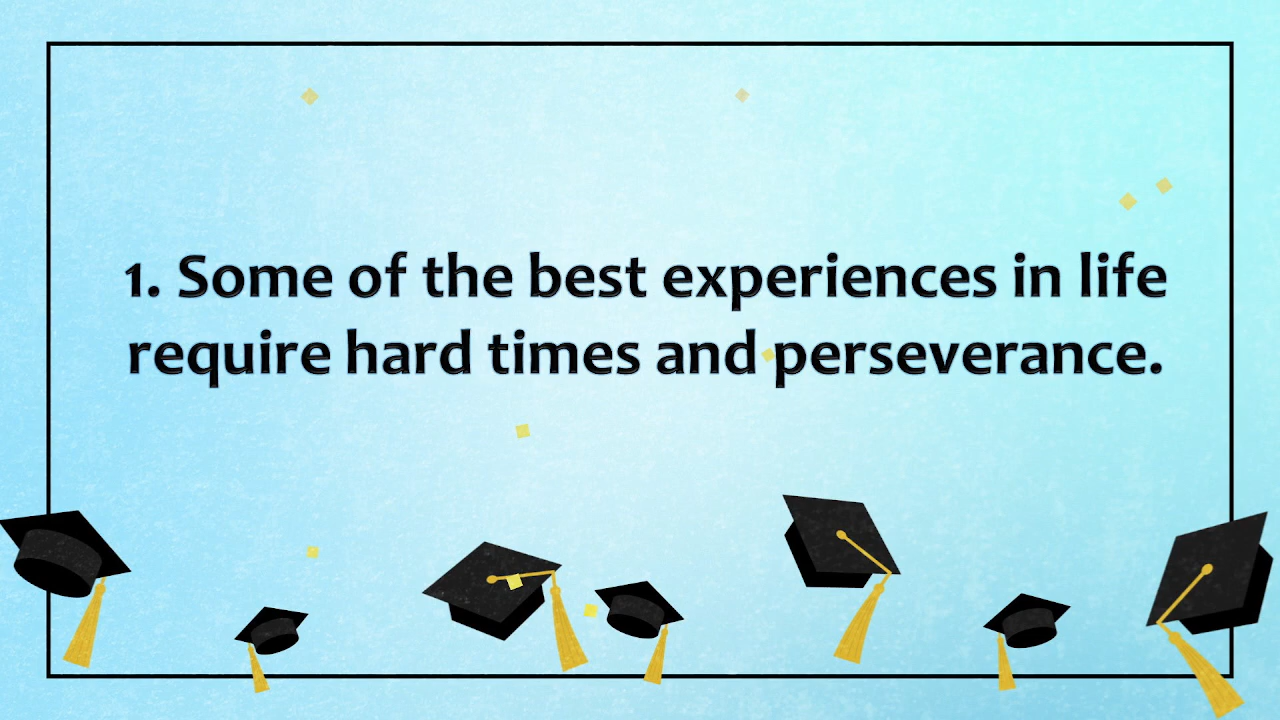 1. Some of the best experiences in life
require hard times and perseverance.